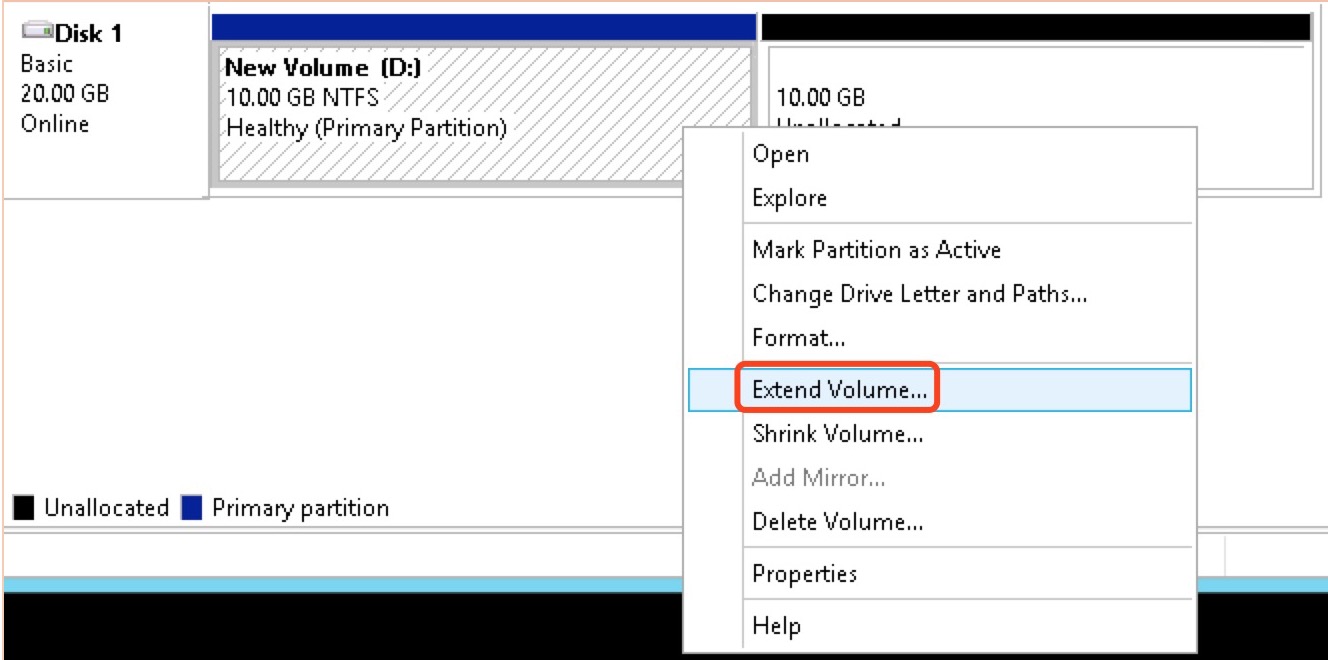 Disk 1
Basic
20.00 GB
Online
New Volume (D:)
10.00 GB NTFS
Healthy (Primary Partition)
10.00 GB
Unallocated
Open
Explore
Mark Partition as Active
Change Drive Letter and Paths...
Format...
Extend Volume...
Shrink Volume...
Add Mirror...
Delete Volume...
Properties
Help
Unallocated
Primary partition